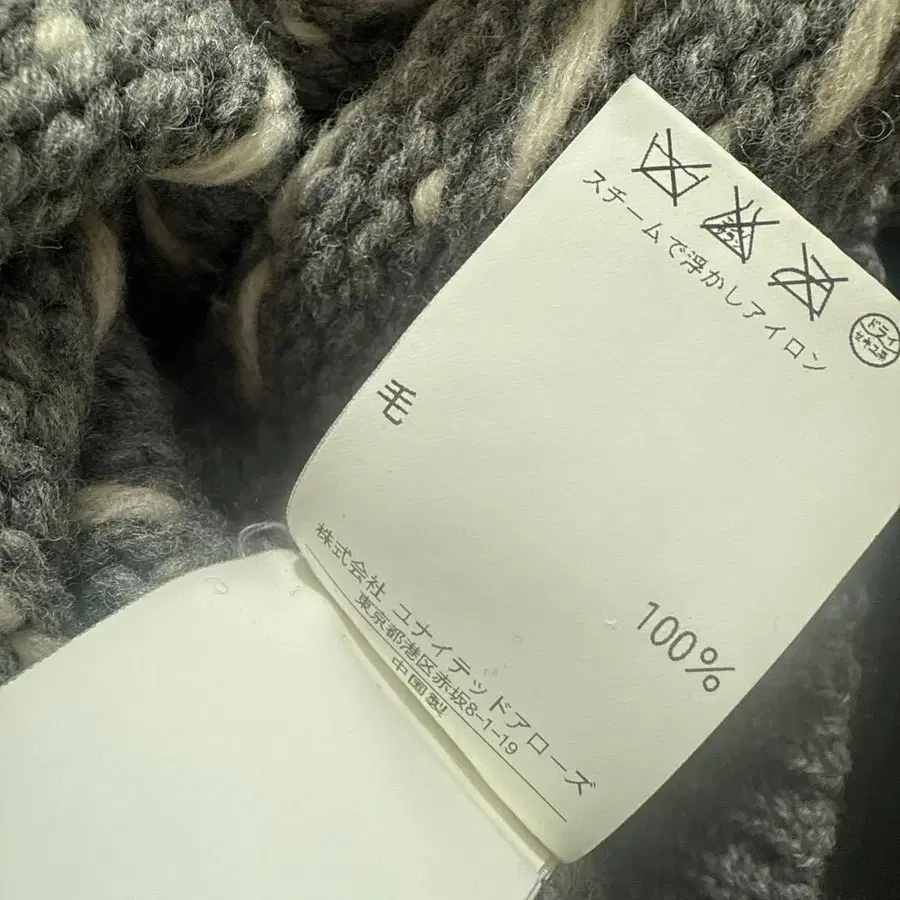 ドライ
スチームで浮かしアイロン
毛
100%
株式会社 ユナイテッドアローズ
東京都港区赤坂8-1-19
中国製